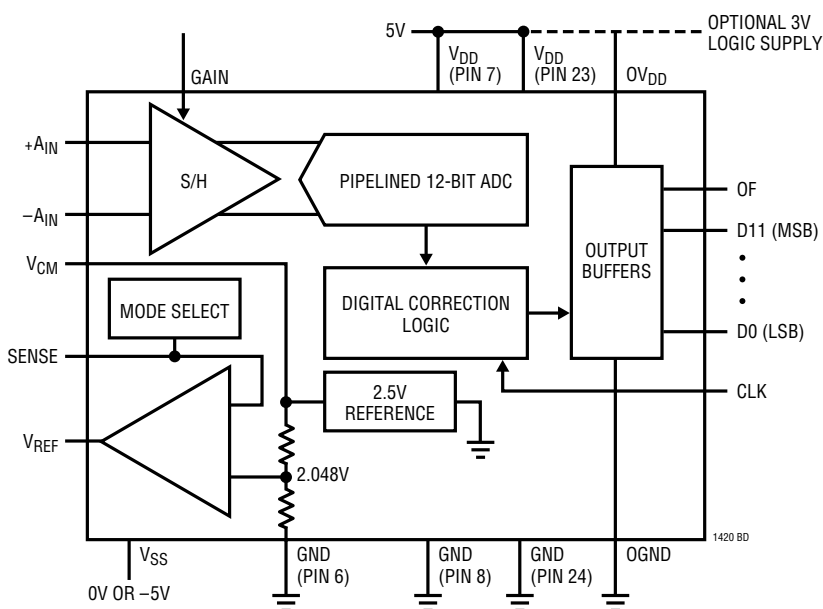 5V
OPTIONAL 3V
LOGIC SUPPLY
VDD
(PIN 7)
VDD
(PIN 23)
OVDD
GAIN
+AIN
S/H
PIPELINED 12-BIT ADC
–AIN
OF
D11 (MSB)
OUTPUT
BUFFERS
VCM
MODE SELECT
DIGITAL CORRECTION
LOGIC
D0 (LSB)
SENSE
CLK
2.5V
REFERENCE
VREF
2.048V
1420 BD
VSS
0V OR –5V
GND
(PIN 6)
GND
(PIN 8)
GND
(PIN 24)
OGND